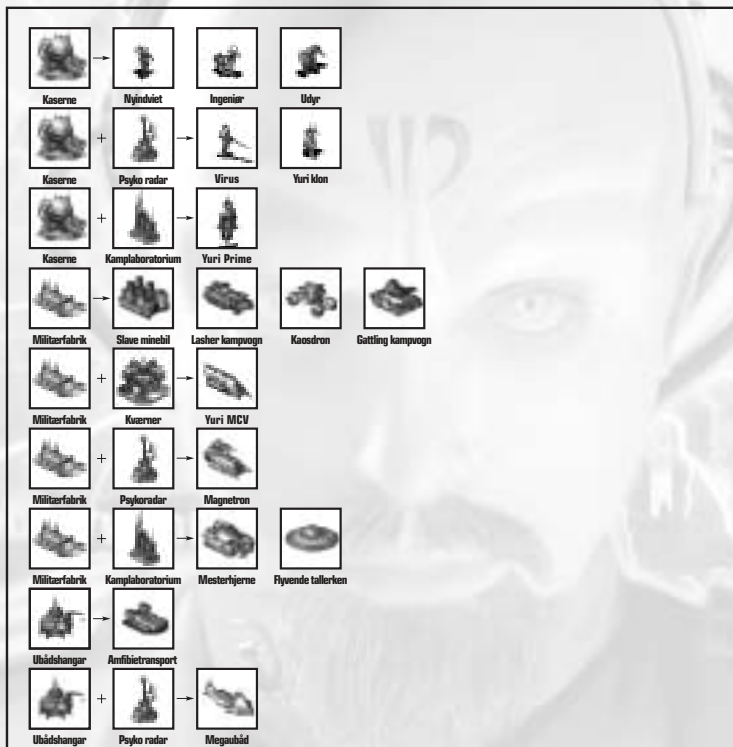 Kaserne Nyindviet Ingeniør Udyr
Kaserne Psyko radar Virus Yuri klon
Kaserne Kamplaboratorium Yuri Prime
Militærfabrik Slave minebil Lasher kampvogn Kaosdron Gattling kampvogn
Militærfabrik Kværner Yuri MCV
Militærfabrik Psykoradar Magnetron
Militærfabrik Kamplaboratorium Mesterhjerne Flyvende tallerken
Ubådshangar Amfibietransport
Ubådshangar Psyko radar Megaubåd